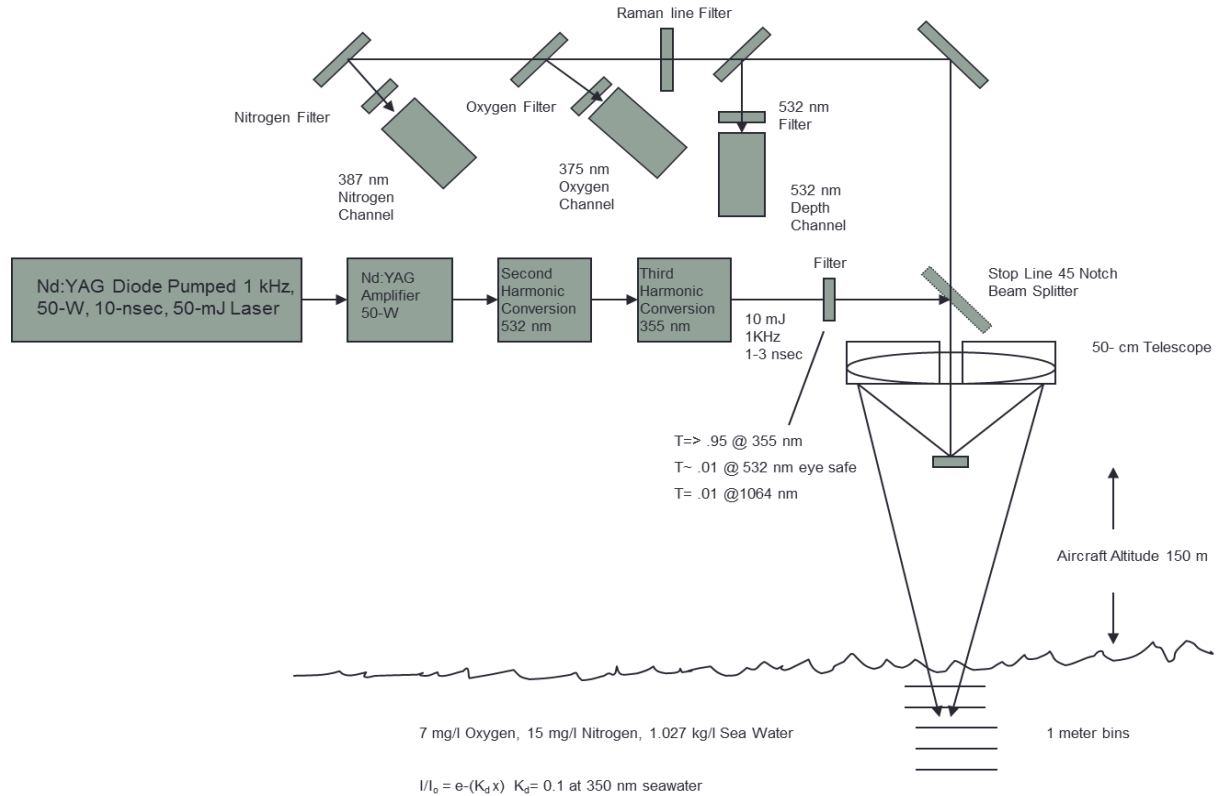 Raman line Filter
Nitrogen Filter
Oxygen Filter
532 nm
Filter
387 nm
Nitrogen
Channel
375 nm
Oxygen
Channel
532 nm
Depth
Channel
Nd:YAG Diode Pumped 1 kHz,
50-W, 10-nsec, 50-mJ Laser
Nd:YAG
Amplifier
50-W
Second
Harmonic
Conversion
532 nm
Third
Harmonic
Conversion
355 nm
Filter
Stop Line 45 Notch
Beam Splitter
10 mJ
1KHz
1-3 nsec
50- cm Telescope
T=> .95 @ 355 nm
T~ .01 @ 532 nm eye safe
T= .01 @1064 nm
Aircraft Altitude 150 m
7 mg/l Oxygen, 15 mg/l Nitrogen, 1.027 kg/l Sea Water
1 meter bins
I/Iₒ = e-(K_d x) K_d= 0.1 at 350 nm seawater